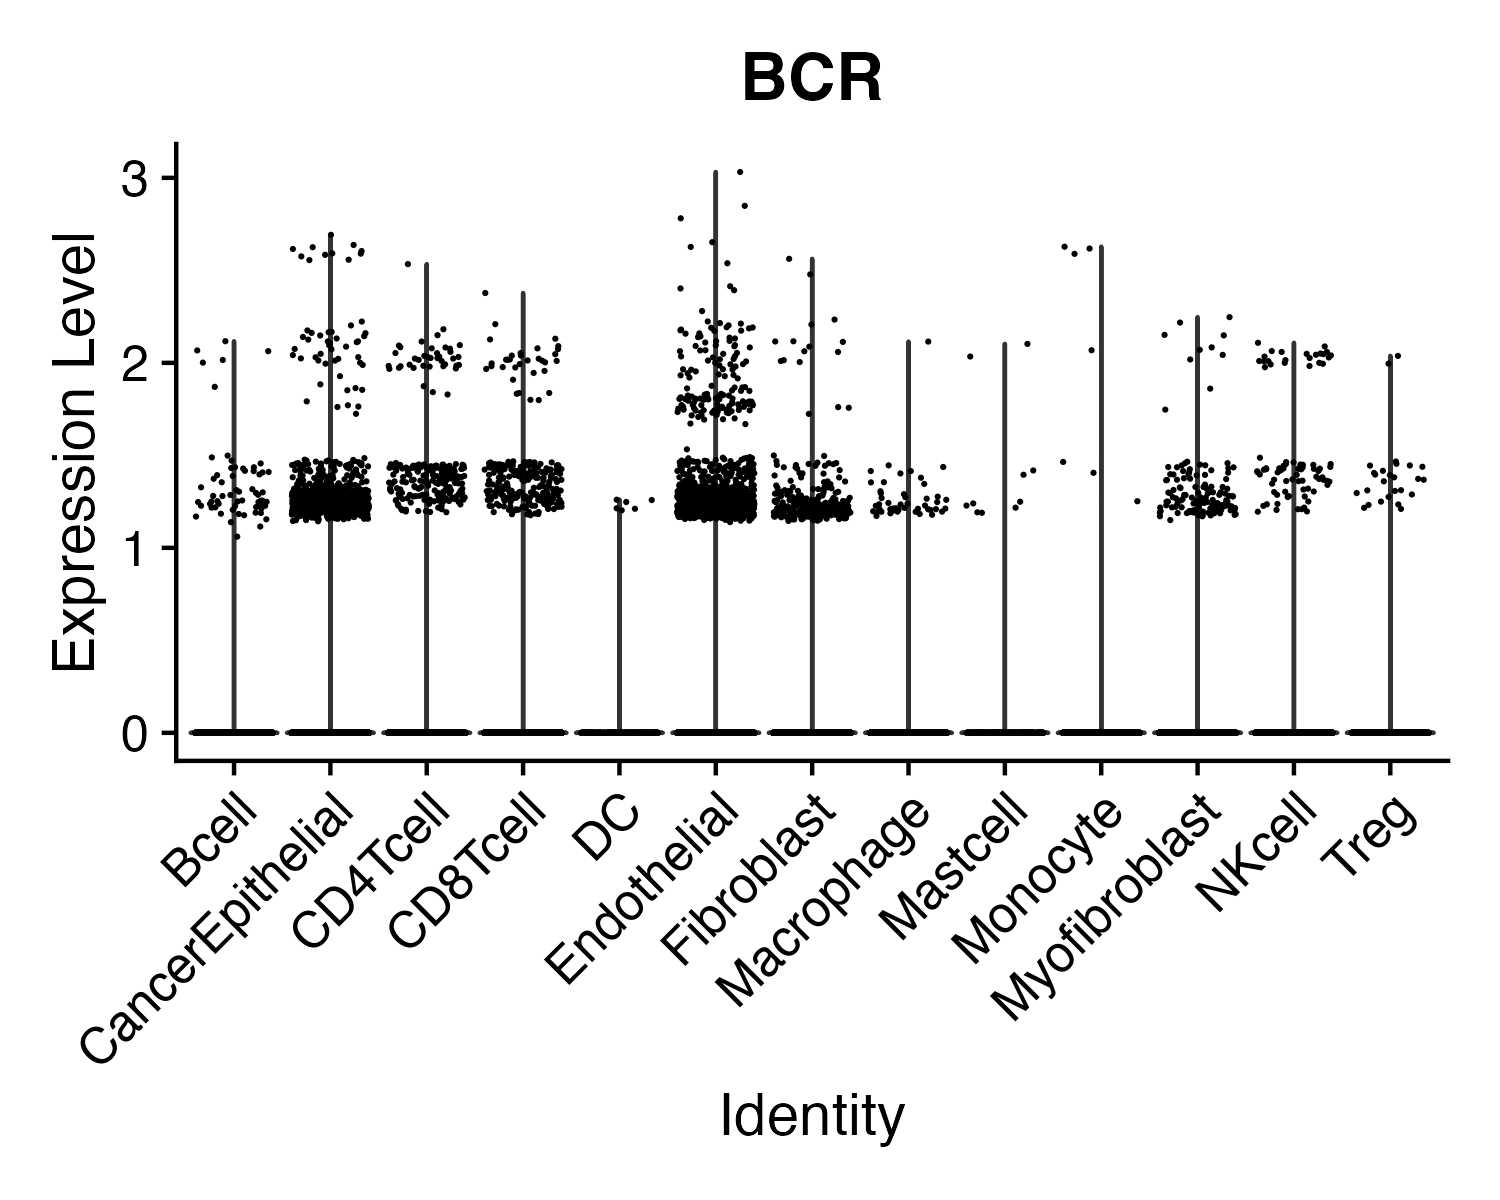 BCR
Expression Level
3
2
1
0
Bcell
CancerEpithelial
CD4Tcell
CD8Tcell
DC
Endothelial
Fibroblast
Macrophage
Mastcell
Monocyte
Myofibroblast
NKcell
Treg
Identity